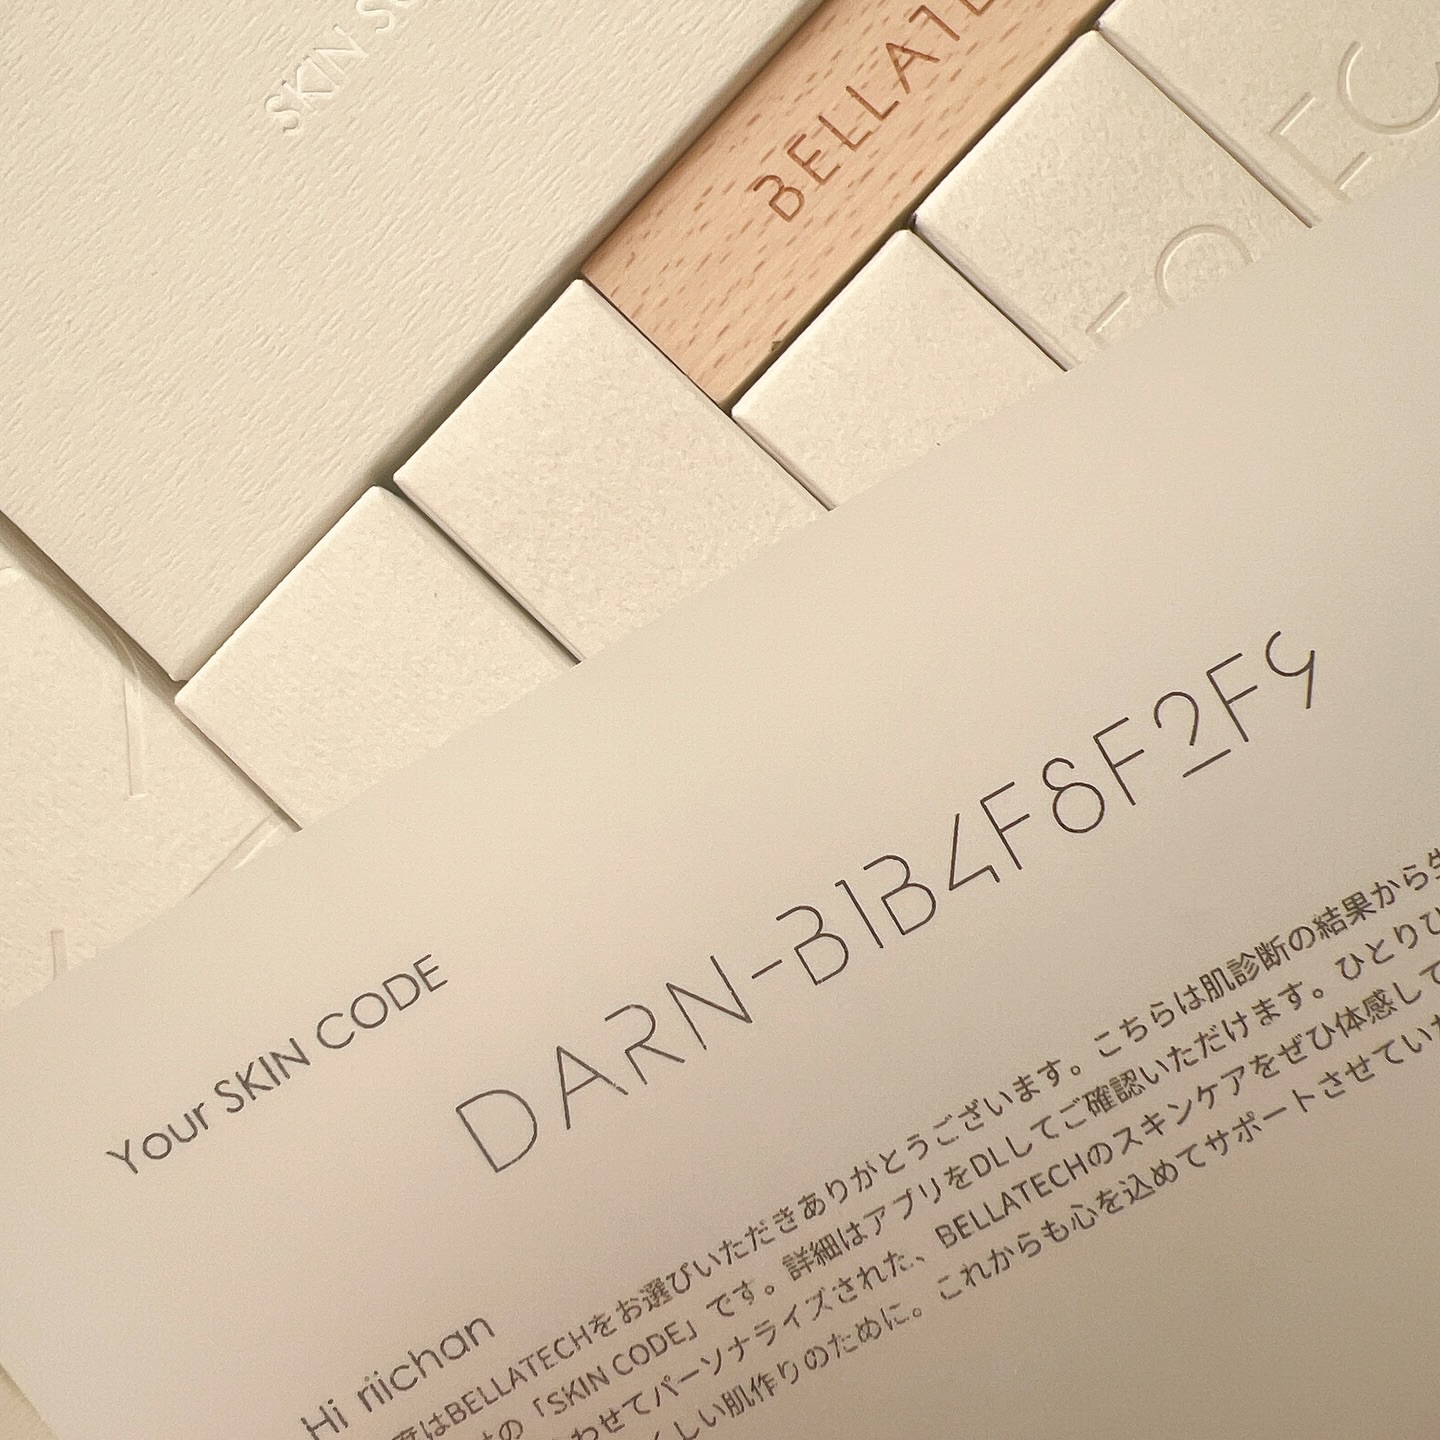 SKIN
BELLATE
EC
EQ
Your SKIN CODE
DARN-B1B4F8F2F9
Hi riichan
度はBELLATECHをお選びいただきありがとうございます。こちらは肌診断の結果から生
の「SKIN CODE」です。詳細はアプリをDLしてご確認いただけます。ひとりひ
わせてパーソナライズされた、BELLATECHのスキンケアをぜひ体感して
しい肌作りのために。これからも心を込めてサポートさせていた